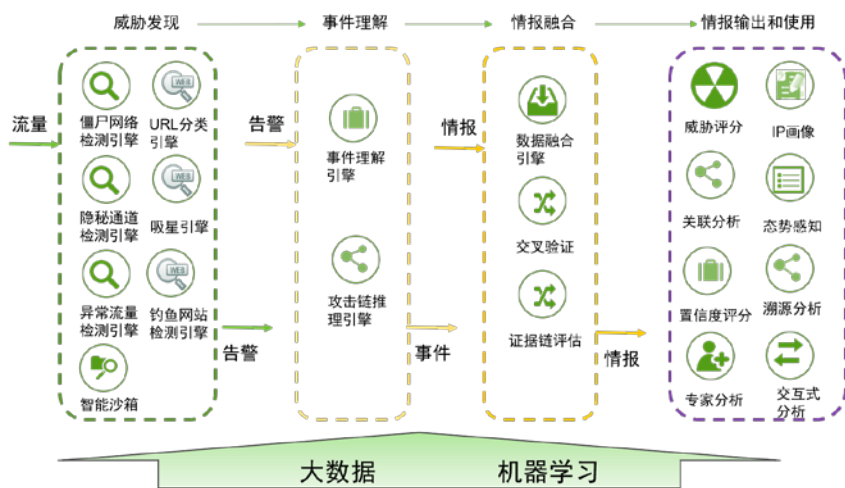 威胁发现
事件理解
情报融合
情报输出和使用
流量
僵尸网络
检测引擎
URL分类
引擎
隐秘通道
检测引擎
吸星引擎
异常流量
检测引擎
钓鱼网站
检测引擎
智能沙箱
告警
告警
事件理解
引擎
攻击链推
理引擎
情报
事件
数据融合
引擎
交叉验证
证据链评估
情报
威胁评分
IP画像
关联分析
态势感知
置信度评分
溯源分析
专家分析
交互式
分析
大数据
机器学习
WEB
WEB
WEB